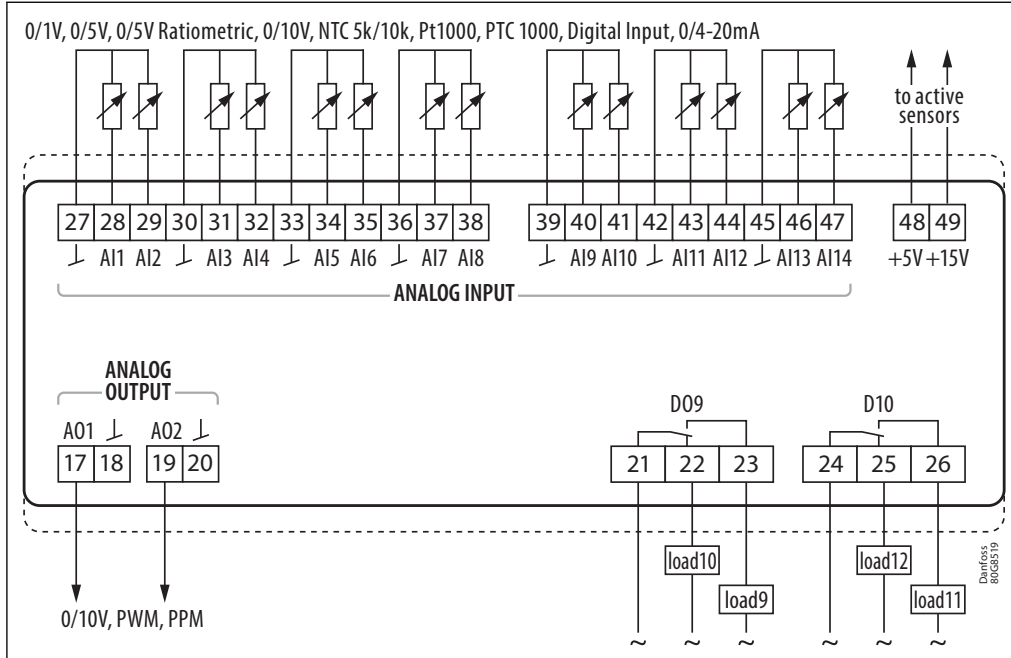 0/1V, 0/5V, 0/5V Ratiometric, 0/10V, NTC 5k/10k, Pt1000, PTC 1000, Digital Input, 0/4-20mA
to active
sensors
27 28 29 30 31 32 33 34 35 36 37 38 39 40 41 42 43 44 45 46 47 48 49
AI1 AI2 AI3 AI4 AI5 AI6 AI7 AI8 AI9 AI10 AI11 AI12 AI13 AI14 +5V +15V
ANALOG INPUT
ANALOG
OUTPUT
AO1 AO2
DO9 D10
17 18 19 20
21 22 23 24 25 26
load10 load12
load9 load11
0/10V, PWM, PPM
~ ~ ~ ~ ~ ~
Danfoss
80G8519